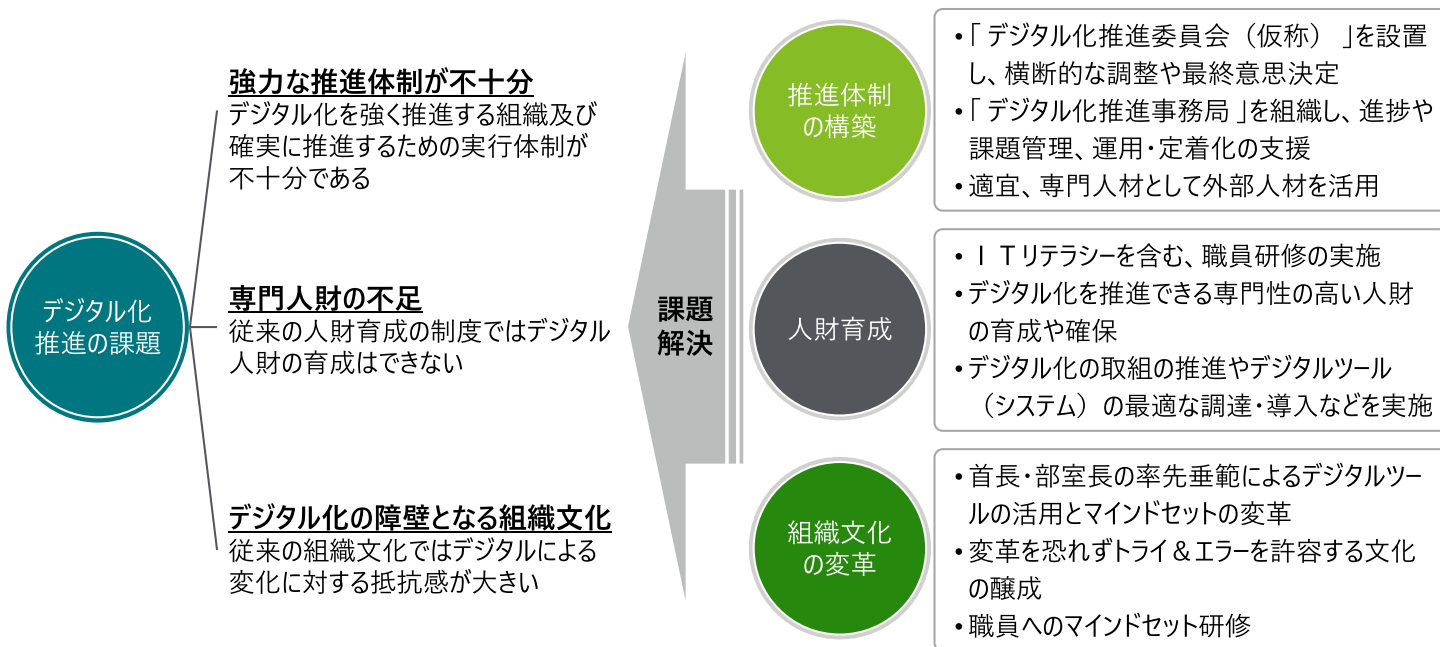 デジタル化
推進の課題
強力な推進体制が不十分
デジタル化を強く推進する組織及び
確実に推進するための実行体制が
不十分である
専門人財の不足
従来の人財育成の制度ではデジタル
人財の育成はできない
デジタル化の障壁となる組織文化
従来の組織文化ではデジタルによる
変化に対する抵抗感が大きい
課題
解決
推進体制
の構築
•「デジタル化推進委員会（仮称）」を設置
し、横断的な調整や最終意思決定
•「デジタル化推進事務局」を組織し、進捗や
課題管理、運用・定着化の支援
•適宜、専門人材として外部人材を活用
人財育成
•ＩＴリテラシーを含む、職員研修の実施
•デジタル化を推進できる専門性の高い人財
の育成や確保
•デジタル化の取組の推進やデジタルツール
（システム）の最適な調達・導入などを実施
組織文化
の変革
•首長・部室長の率先垂範によるデジタルツー
ルの活用とマインドセットの変革
•変革を恐れずトライ＆エラーを許容する文化
の醸成
•職員へのマインドセット研修